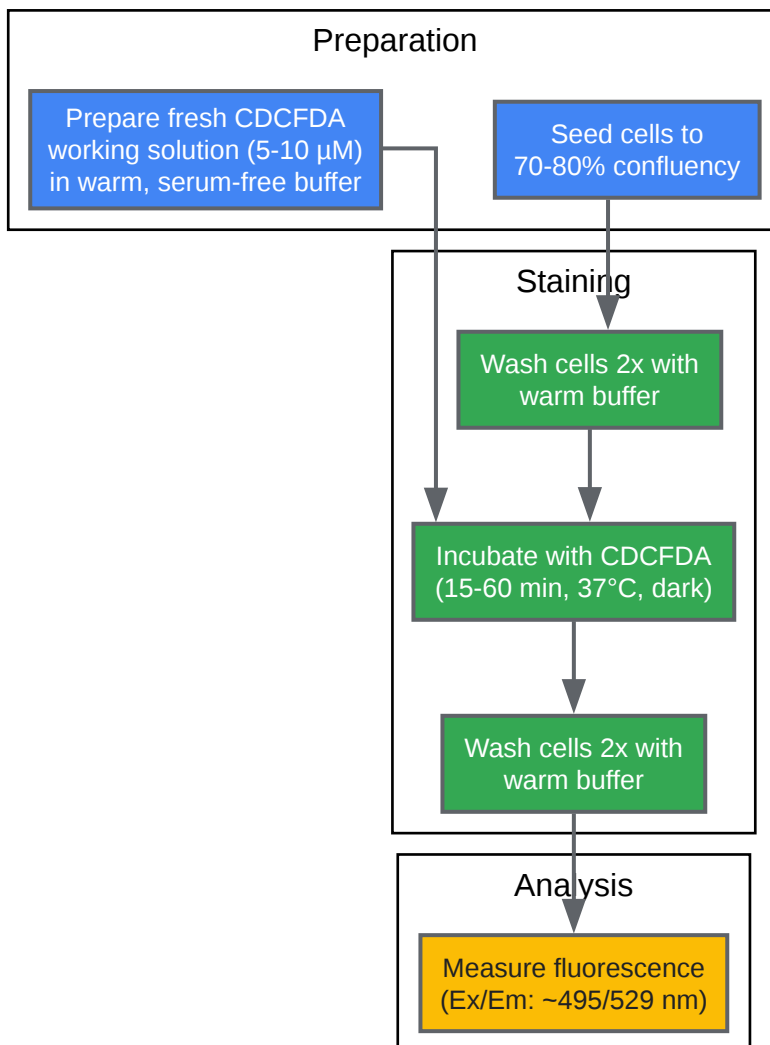 Preparation
Prepare fresh CDCFDA
working solution (5-10 µM)
in warm, serum-free buffer
Seed cells to
70-80% confluency
Staining
Wash cells 2x with
warm buffer
Incubate with CDCFDA
(15-60 min, 37°C, dark)
Wash cells 2x with
warm buffer
Analysis
Measure fluorescence
(Ex/Em: ~495/529 nm)